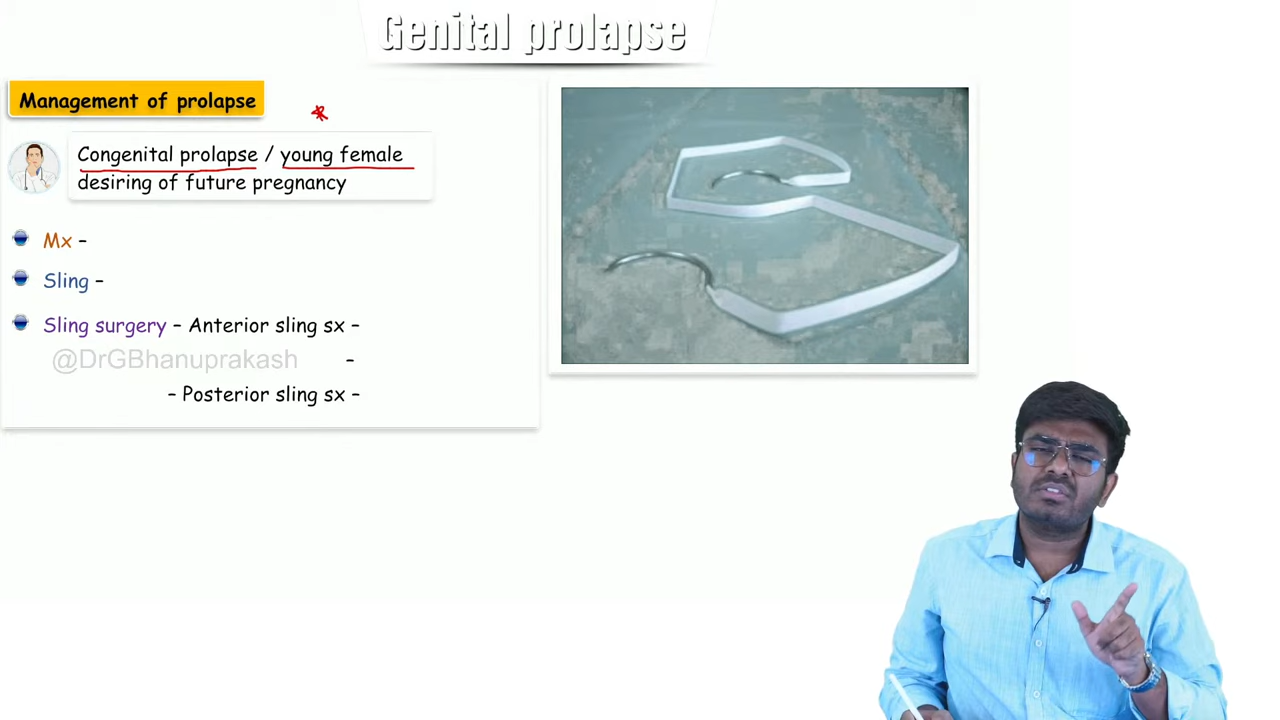 Genital prolapse
Management of prolapse
*
Congenital prolapse / young female
desiring of future pregnancy
Mx –
Sling –
Sling surgery – Anterior sling sx –
@DrGBhanuprakash –
– Posterior sling sx –